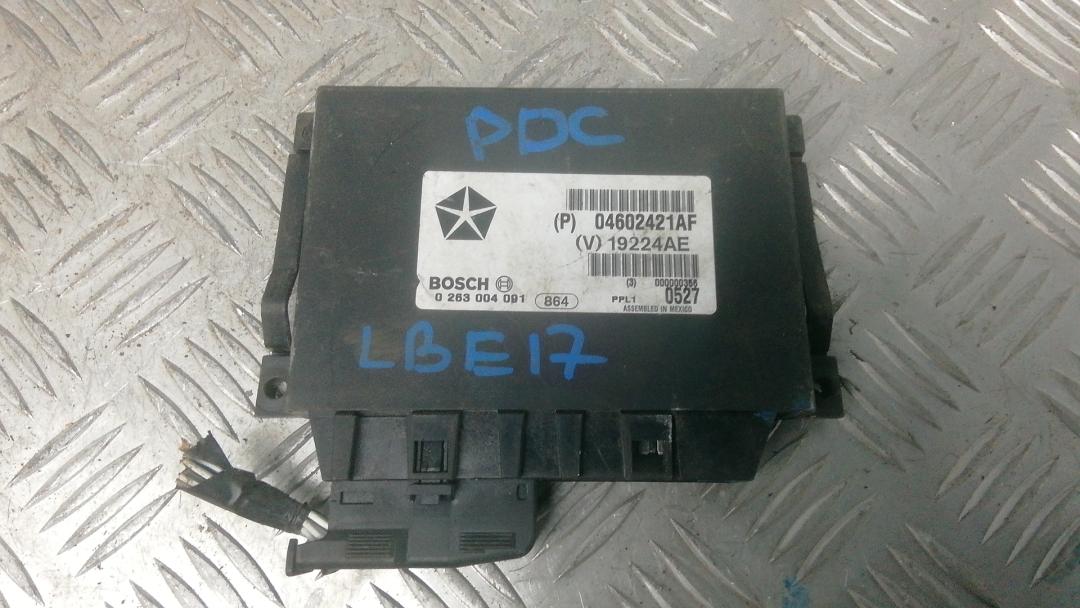 PDC
(P) 04602421AF
(V) 19224AE
(3) 000000356
BOSCH
0 263 004 091 864
PPL1 0527
ASSEMBLED IN MEXICO
LBE17